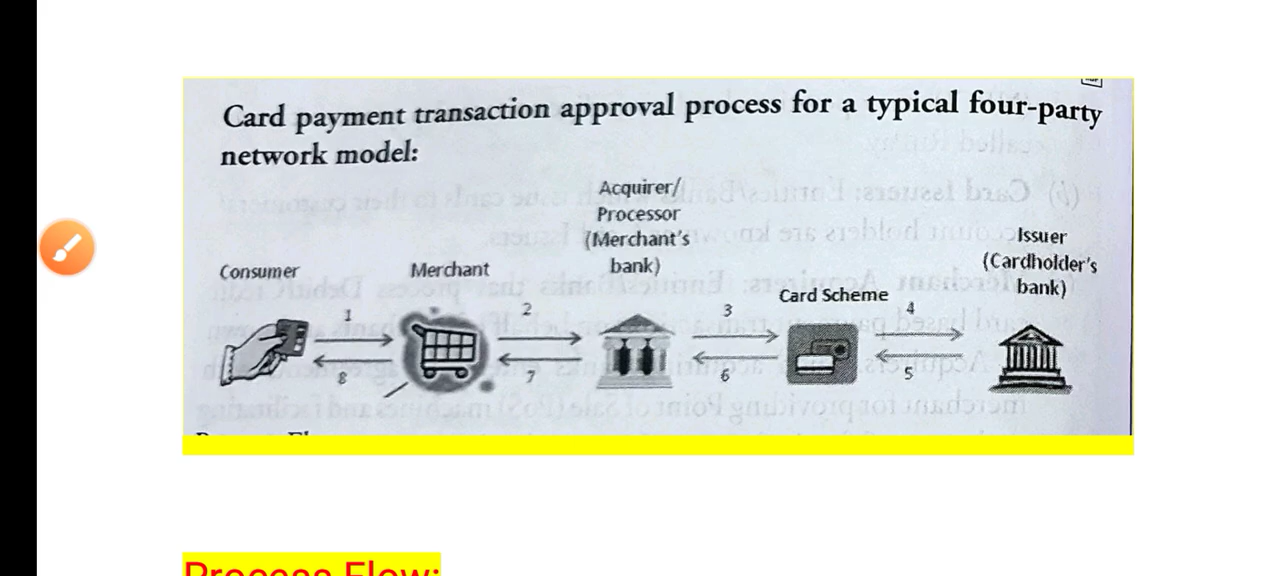 Card payment transaction approval process for a typical four-party
network model:
Acquirer/
Processor
(Merchant's
bank)
Issuer
(Cardholder's
bank)
Consumer
Merchant
Card Scheme
1
2
3
4
8
7
6
5
Process Flow: